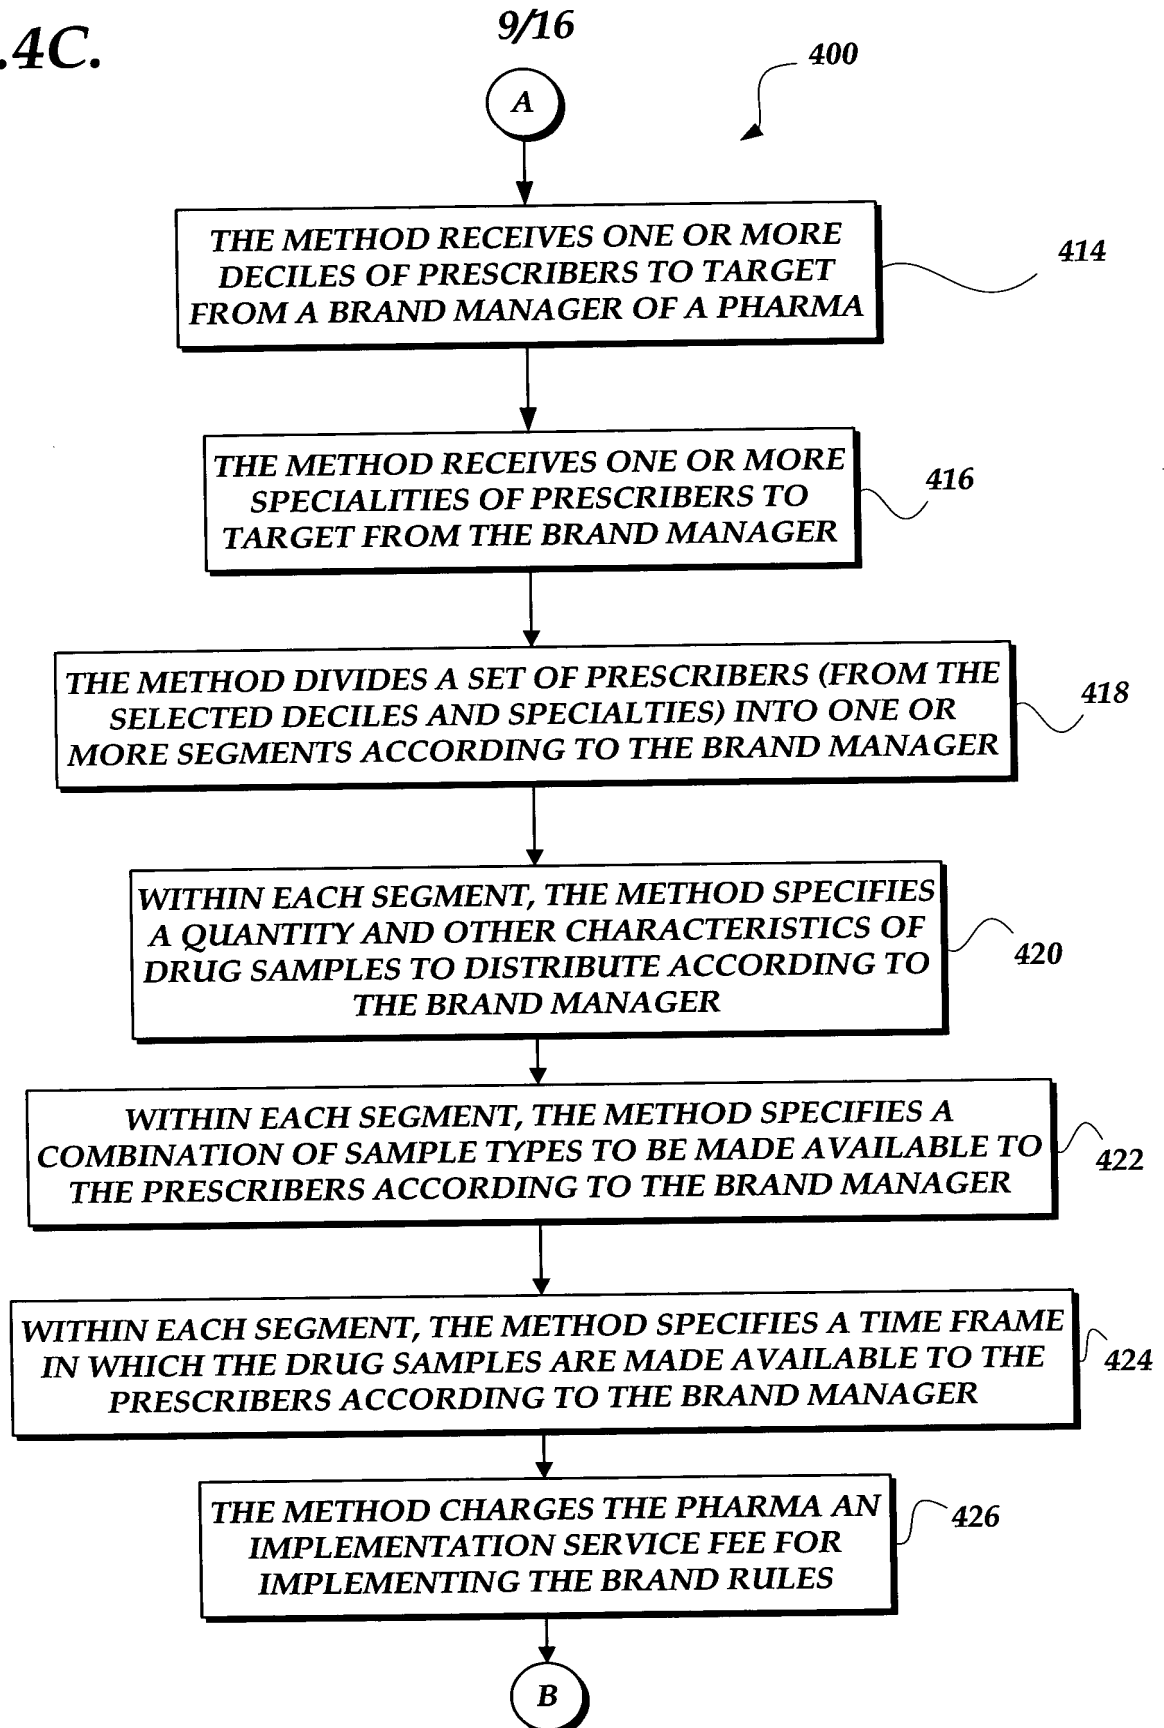 .4C.
9/16
400
A
THE METHOD RECEIVES ONE OR MORE
DECILES OF PRESCRIBERS TO TARGET
FROM A BRAND MANAGER OF A PHARMA
414
THE METHOD RECEIVES ONE OR MORE
SPECIALITIES OF PRESCRIBERS TO
TARGET FROM THE BRAND MANAGER
416
THE METHOD DIVIDES A SET OF PRESCRIBERS (FROM THE
SELECTED DECILES AND SPECIALTIES) INTO ONE OR
MORE SEGMENTS ACCORDING TO THE BRAND MANAGER
418
WITHIN EACH SEGMENT, THE METHOD SPECIFIES
A QUANTITY AND OTHER CHARACTERISTICS OF
DRUG SAMPLES TO DISTRIBUTE ACCORDING TO
THE BRAND MANAGER
420
WITHIN EACH SEGMENT, THE METHOD SPECIFIES A
COMBINATION OF SAMPLE TYPES TO BE MADE AVAILABLE TO
THE PRESCRIBERS ACCORDING TO THE BRAND MANAGER
422
WITHIN EACH SEGMENT, THE METHOD SPECIFIES A TIME FRAME
IN WHICH THE DRUG SAMPLES ARE MADE AVAILABLE TO THE
PRESCRIBERS ACCORDING TO THE BRAND MANAGER
424
THE METHOD CHARGES THE PHARMA AN
IMPLEMENTATION SERVICE FEE FOR
IMPLEMENTING THE BRAND RULES
426
B